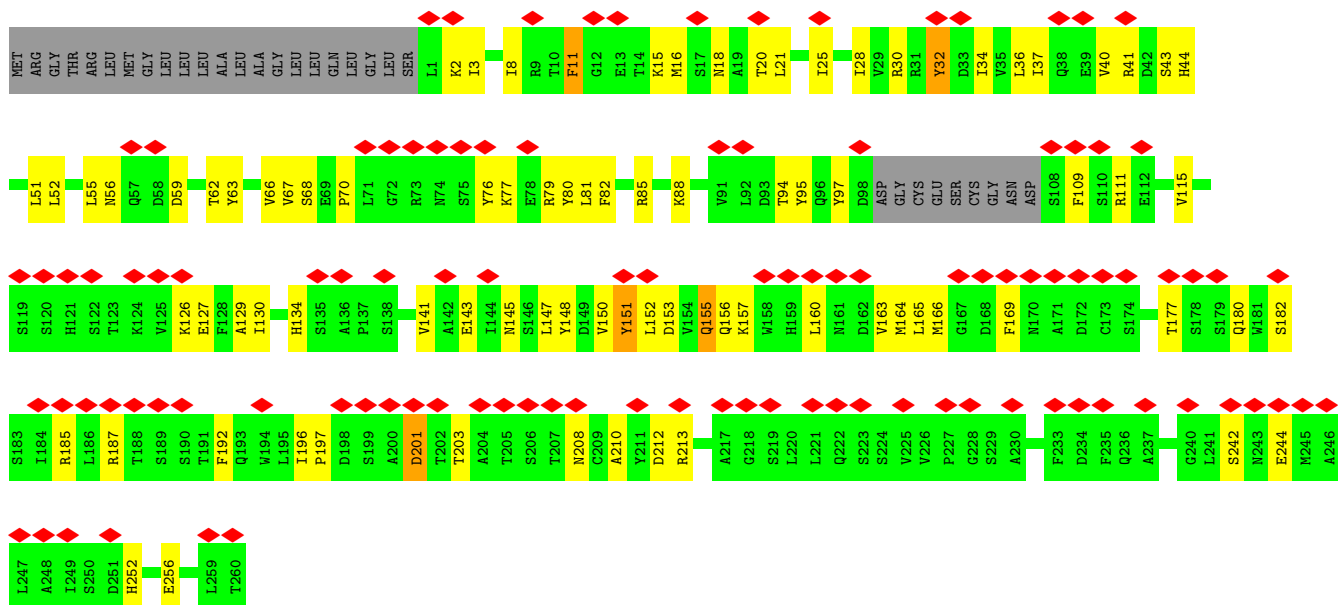 MET ARG GLY THR ARG LEU MET GLY LEU LEU LEU ALA LEU ALA GLY LEU LEU GLN LEU GLY LEU SER L1 K2 I3 I8 R9 T10 F11 G12 E13 T14 K15 M16 S17 N18 A19 T20 L21 I25 I28 V29 R30 R31 Y32 D33 I34 V35 L36 I37 Q38 E39 V40 R41 D42 S43 H44
L51 L52 L55 N56 Q57 D58 D59 T62 Y63 V66 V67 S68 E69 P70 L71 G72 R73 N74 S75 Y76 K77 E78 R79 Y80 L81 F82 R85 K88 V91 L92 D93 T94 Y95 Q96 Y97 D98 ASP GLY CYS GLU SER CYS GLY ASN ASP S108 F109 S110 R111 E112 V115
S119 S120 H121 S122 T123 K124 V125 K126 E127 F128 A129 I130 H134 S135 A136 P137 S138 V141 A142 E143 I144 N145 S146 L147 Y148 D149 V150 Y151 L152 D153 V154 Q155 Q156 K157 W158 H159 L160 N161 D162 V163 M164 L165 M166 G167 D168 F169 N170 A171 D172 C173 S174 T177 S178 S179 Q180 W181 S182
S183 I184 R185 L186 R187 T188 S189 S190 T191 F192 Q193 W194 L195 I196 P197 D198 S199 A200 D201 T202 T203 A204 T205 S206 T207 N208 C209 A210 Y211 D212 R213 A217 G218 S219 L220 L221 Q222 S223 S224 V225 V226 P227 G228 S229 A230 F233 D234 F235 Q236 A237 G240 L241 S242 N243 E244 M245 A246
L247 A248 I249 S250 D251 H252 E256 L259 T260